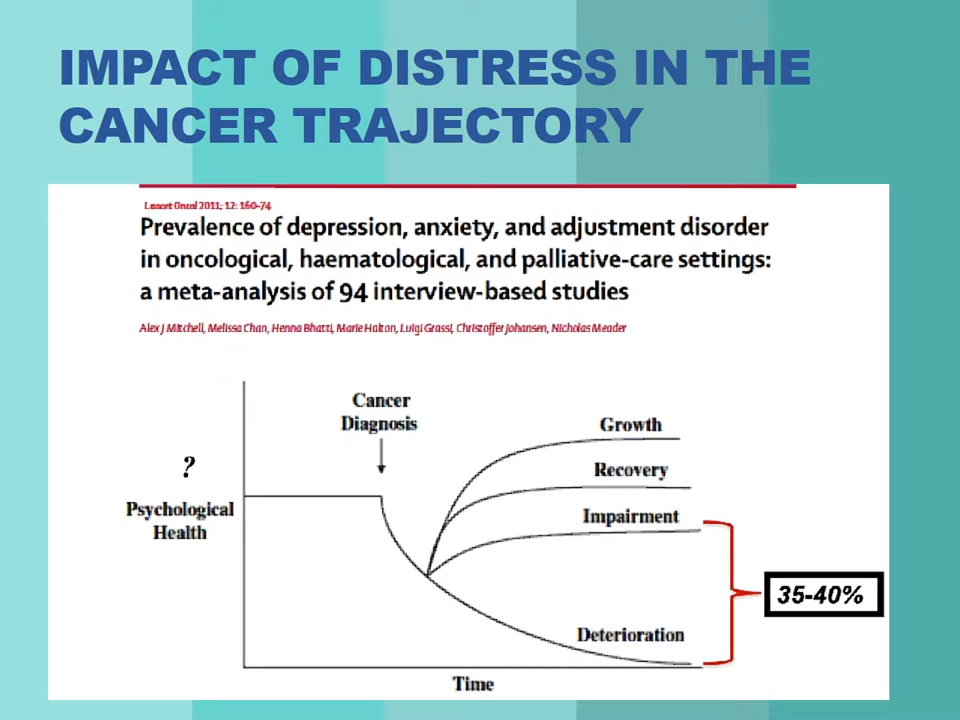 IMPACT OF DISTRESS IN THE
CANCER TRAJECTORY
Lancet Oncol 2011; 12: 160-74
Prevalence of depression, anxiety, and adjustment disorder
in oncological, haematological, and palliative-care settings:
a meta-analysis of 94 interview-based studies
Alex J Mitchell, Melissa Chan, Henna Bhatti, Marie Halton, Luigi Grassi, Christoffer Johansen, Nicholas Meader
Cancer
Diagnosis
Growth
?
Recovery
Psychological
Health
Impairment
35-40%
Deterioration
Time